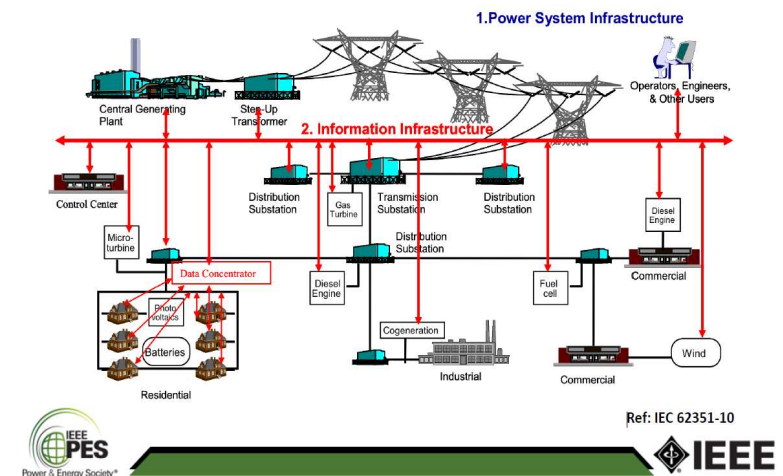 1.Power System Infrastructure
Central Generating
Plant
Step-Up
Transformer
Operators, Engineers,
& Other Users
2. Information Infrastructure
Control Center
Distribution
Substation
Gas
Turbine
Transmission
Substation
Distribution
Substation
Diesel
Engine
Micro-
turbine
Distribution
Substation
Data Concentrator
Commercial
Diesel
Engine
Fuel
cell
Photo
voltaics
Batteries
Cogeneration
Industrial
Commercial
Wind
Residential
Ref: IEC 62351-10
IEEE
PES
Power & Energy Society®
IEEE